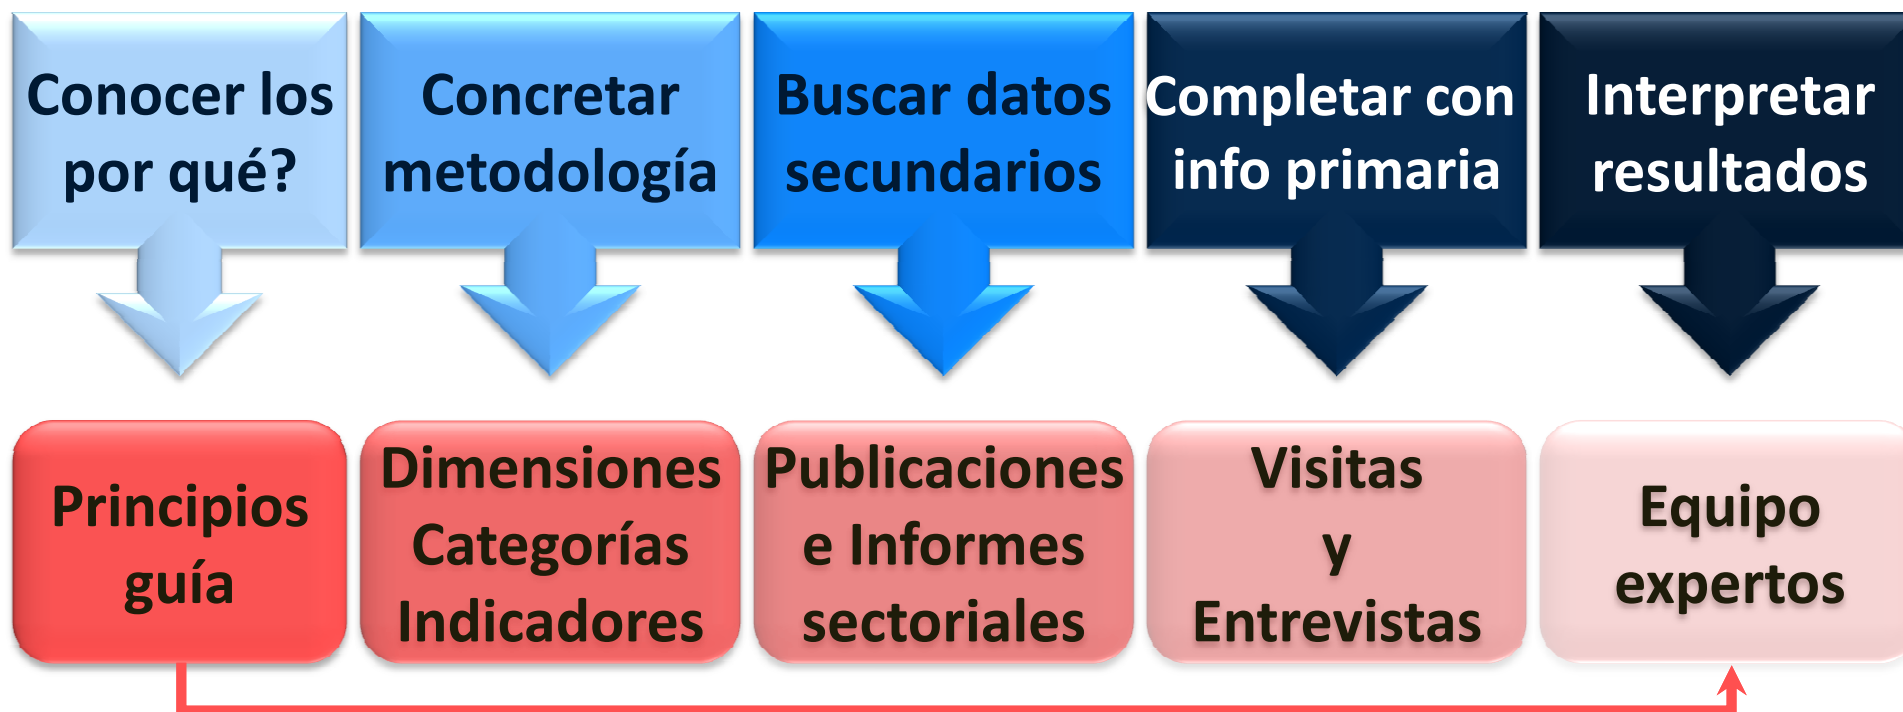 Conocer los
por qué?
Concretar
metodología
Buscar datos
secundarios
Completar con
info primaria
Interpretar
resultados
Principios
guía
Dimensiones
Categorías
Indicadores
Publicaciones
e Informes
sectoriales
Visitas
y
Entrevistas
Equipo
expertos